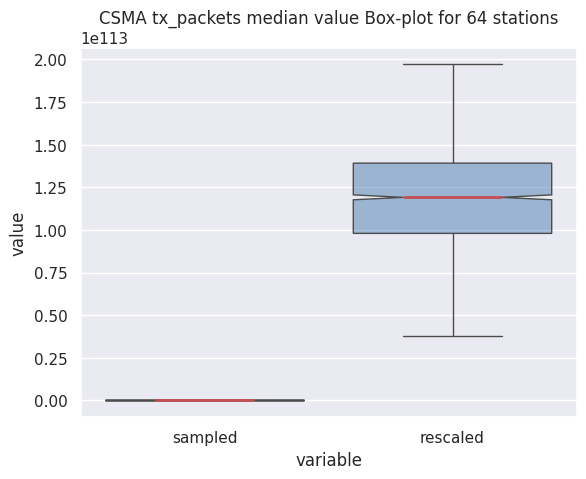 CSMA tx_packets median value Box-plot for 64 stations
1e113
2.00
1.75
1.50
1.25
1.00
0.75
0.50
0.25
0.00
value
sampled
rescaled
variable